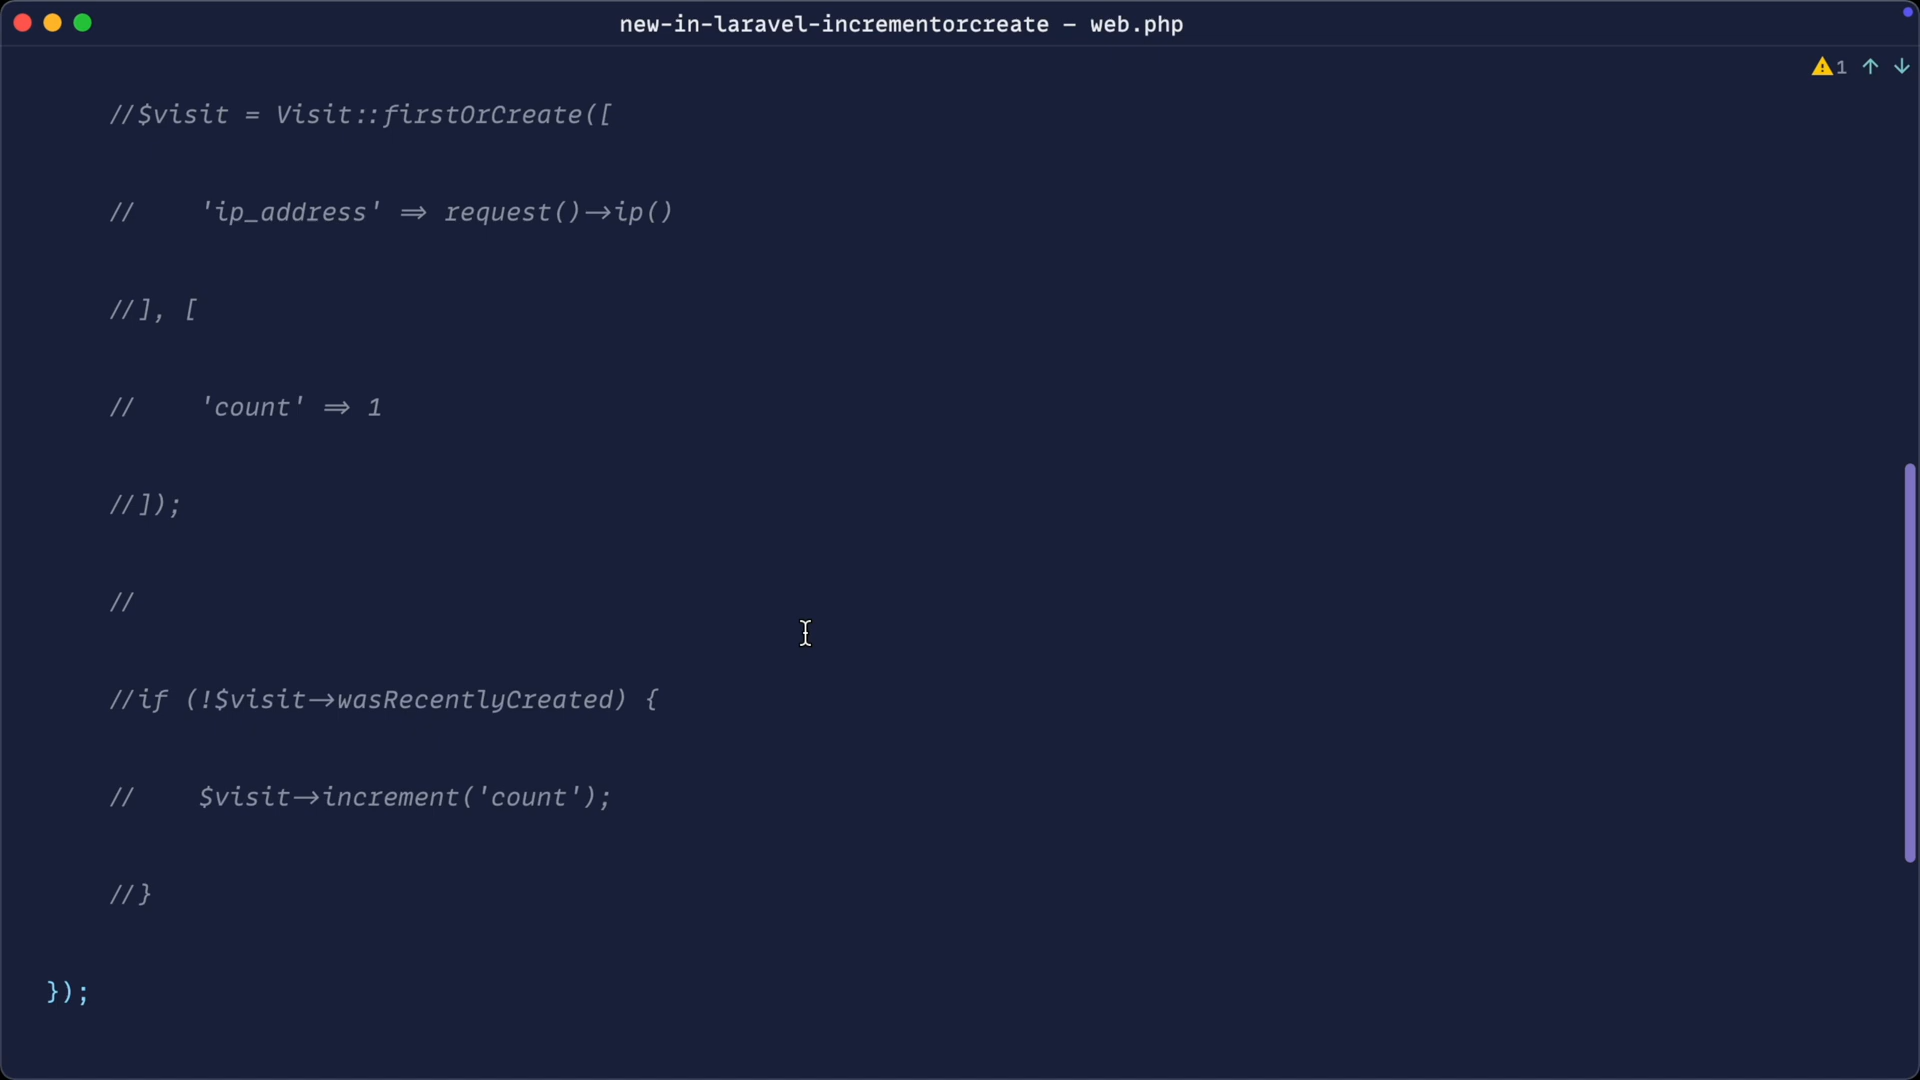 new-in-laravel-incrementorcreate – web.php
1
//$visit = Visit::firstOrCreate([
//    'ip_address' => request()->ip()
//], [
//    'count' => 1
//]);
//
//if (!$visit->wasRecentlyCreated) {
//    $visit->increment('count');
//}
});